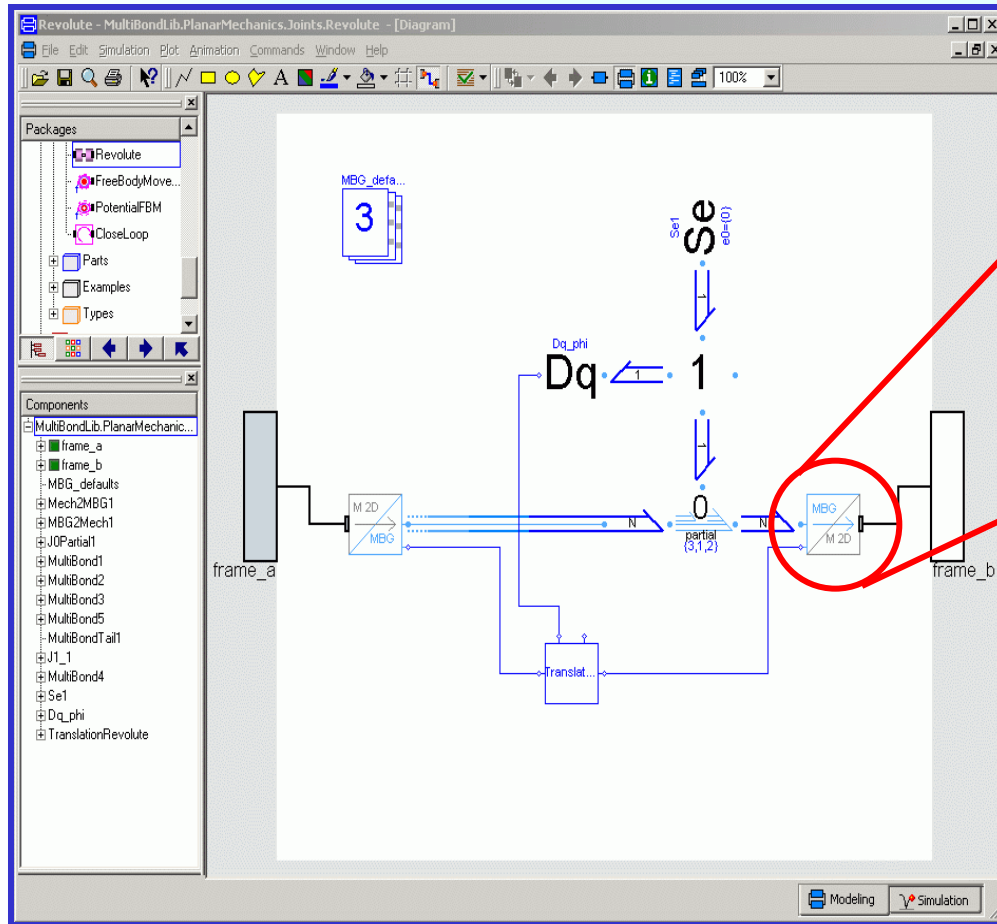 Revolute - MultiBondLib.PlanarMechanics.Joints.Revolute - [Diagram]
File Edit Simulation Plot Animation Commands Window Help
A 100%
Packages
Revolute
FreeBodyMove...
PotentialFBM
CloseLoop
Parts
Examples
Types
Components
MultiBondLib.PlanarMechanic...
frame_a
frame_b
MBG_defaults
Mech2MBG1
MBG2Mech1
J0Partial1
MultiBond1
MultiBond2
MultiBond3
MultiBond5
MultiBondTail1
J1_1
MultiBond4
Se1
Dq_phi
TranslationRevolute
MBG_defa...
3
Se1
Se
e0={0}
1
Dq_phi
Dq
1
1
1
M 2D
MBG
N
0
partial
{3,1,2}
N
MBG
M 2D
frame_a
frame_b
Translat...
Modeling
Simulation